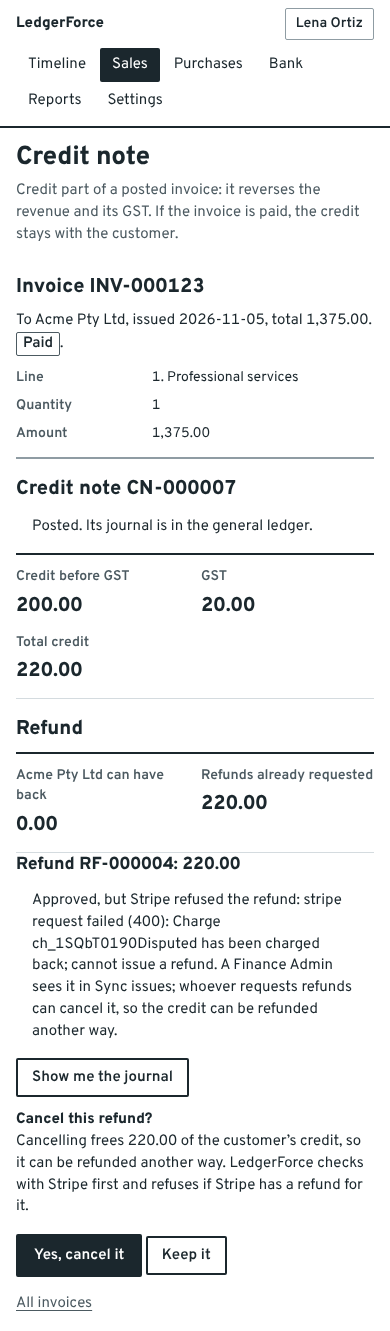 LedgerForce
Lena Ortiz
Timeline Sales Purchases Bank
Reports Settings
Credit note
Credit part of a posted invoice: it reverses the
revenue and its GST. If the invoice is paid, the credit
stays with the customer.
Invoice INV-000123
To Acme Pty Ltd, issued 2026-11-05, total 1,375.00.
Paid.
Line 1. Professional services
Quantity 1
Amount 1,375.00
Credit note CN-000007
Posted. Its journal is in the general ledger.
Credit before GST GST
200.00 20.00
Total credit
220.00
Refund
Acme Pty Ltd can have
back
0.00
Refunds already requested
220.00
Refund RF-000004: 220.00
Approved, but Stripe refused the refund: stripe
request failed (400): Charge
ch_1SQbT0190Disputed has been charged
back; cannot issue a refund. A Finance Admin
sees it in Sync issues; whoever requests refunds
can cancel it, so the credit can be refunded
another way.
Show me the journal
Cancel this refund?
Cancelling frees 220.00 of the customer’s credit, so
it can be refunded another way. LedgerForce checks
with Stripe first and refuses if Stripe has a refund for
it.
Yes, cancel it Keep it
All invoices